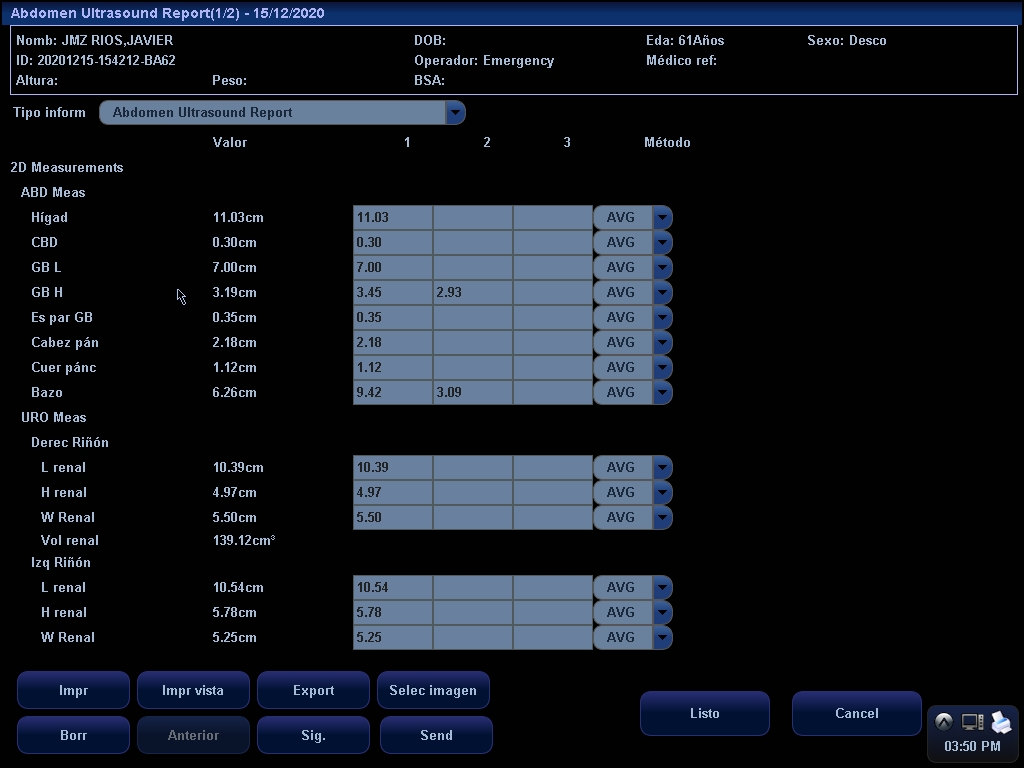 Abdomen Ultrasound Report(1/2) - 15/12/2020
Nomb: JMZ RIOS,JAVIER DOB: Eda: 61Años Sexo: Desco
ID: 20201215-154212-BA62 Operador: Emergency Médico ref:
Altura: Peso: BSA:
Tipo inform Abdomen Ultrasound Report
Valor 1 2 3 Método
2D Measurements
ABD Meas
Hígad 11.03cm 11.03 AVG
CBD 0.30cm 0.30 AVG
GB L 7.00cm 7.00 AVG
GB H 3.19cm 3.45 2.93 AVG
Es par GB 0.35cm 0.35 AVG
Cabez pán 2.18cm 2.18 AVG
Cuer pánc 1.12cm 1.12 AVG
Bazo 6.26cm 9.42 3.09 AVG
URO Meas
Derec Riñón
L renal 10.39cm 10.39 AVG
H renal 4.97cm 4.97 AVG
W Renal 5.50cm 5.50 AVG
Vol renal 139.12cm³
Izq Riñón
L renal 10.54cm 10.54 AVG
H renal 5.78cm 5.78 AVG
W Renal 5.25cm 5.25 AVG
Impr Impr vista Export Selec imagen
Listo Cancel
Borr Anterior Sig. Send
03:50 PM